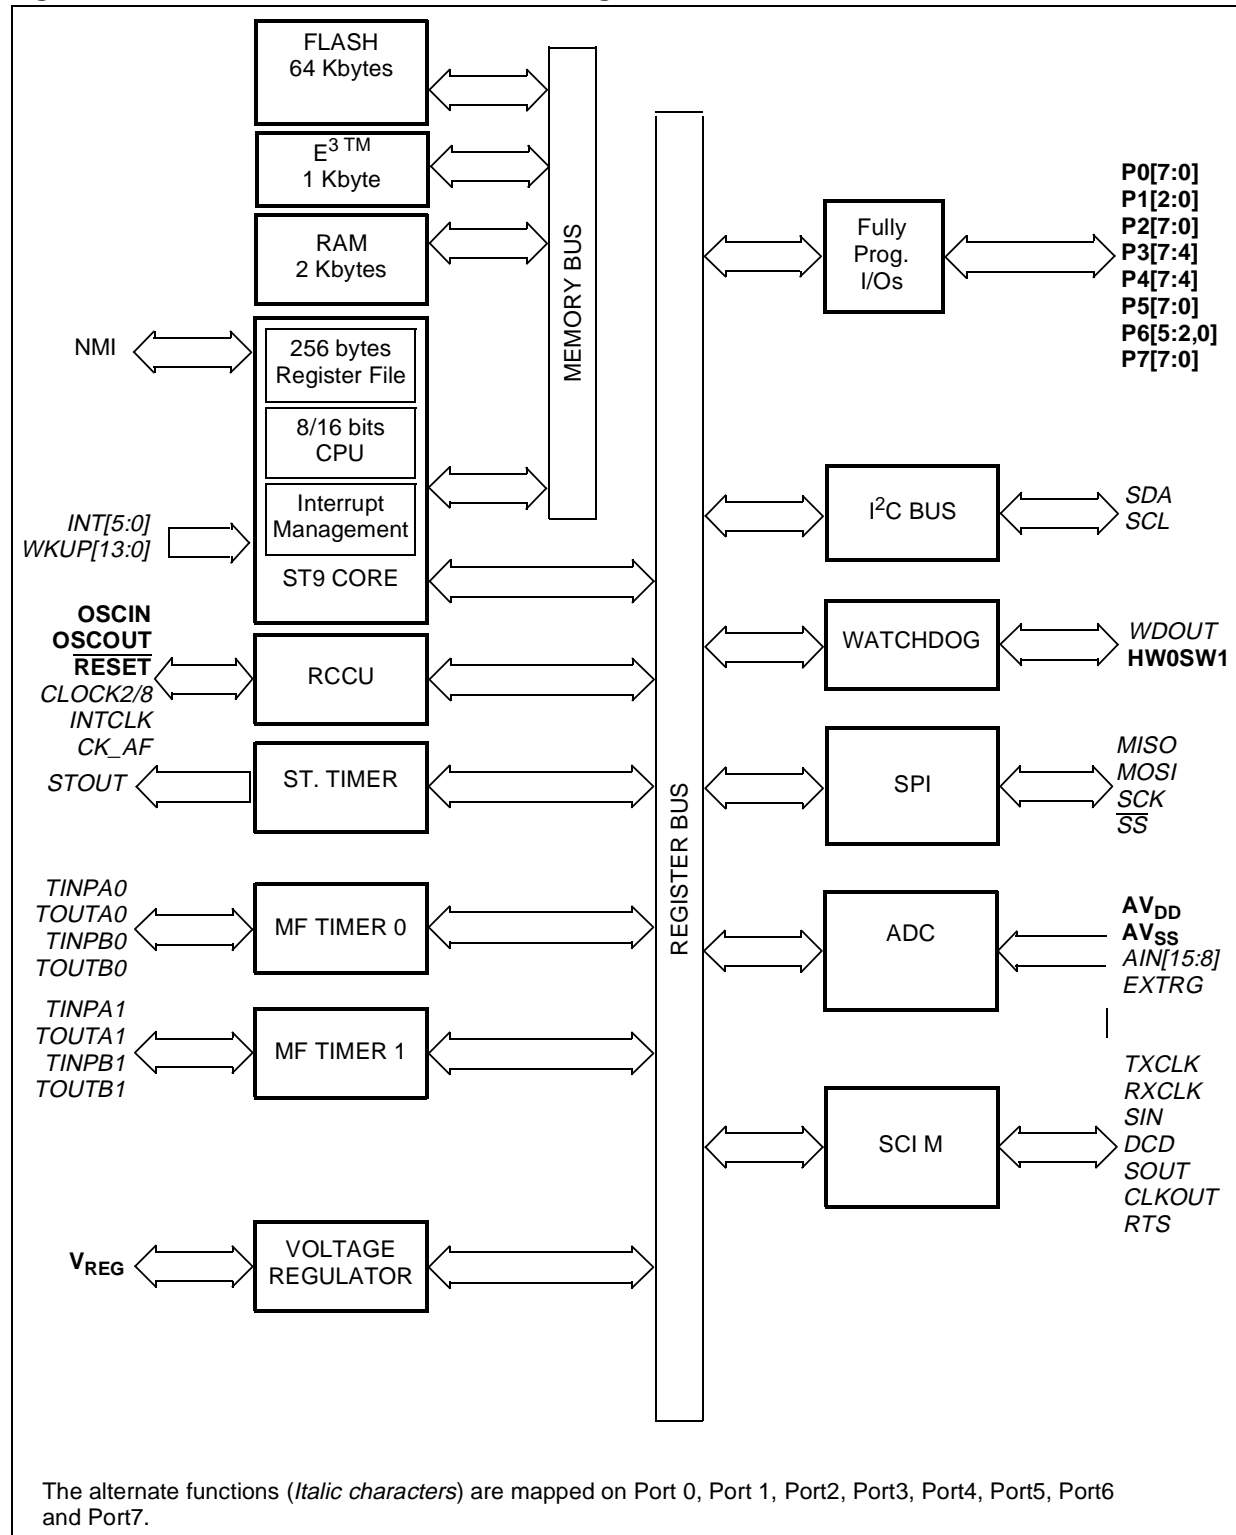 FLASH
64 Kbytes
E3 TM
1 Kbyte
RAM
2 Kbytes
NMI
256 bytes
Register File
8/16 bits
CPU
Interrupt
Management
ST9 CORE
INT[5:0]
WKUP[13:0]
OSCIN
OSCOUT
RESET
CLOCK2/8
INTCLK
CK_AF
RCCU
STOUT
ST. TIMER
TINPA0
TOUTA0
TINPB0
TOUTB0
MF TIMER 0
TINPA1
TOUTA1
TINPB1
TOUTB1
MF TIMER 1
VREG
VOLTAGE
REGULATOR
MEMORY BUS
REGISTER BUS
Fully
Prog.
I/Os
P0[7:0]
P1[2:0]
P2[7:0]
P3[7:4]
P4[7:4]
P5[7:0]
P6[5:2,0]
P7[7:0]
I2C BUS
SDA
SCL
WATCHDOG
WDOUT
HW0SW1
SPI
MISO
MOSI
SCK
SS
ADC
AVDD
AVSS
AIN[15:8]
EXTRG
SCI M
TXCLK
RXCLK
SIN
DCD
SOUT
CLKOUT
RTS
The alternate functions (Italic characters) are mapped on Port 0, Port 1, Port2, Port3, Port4, Port5, Port6
and Port7.